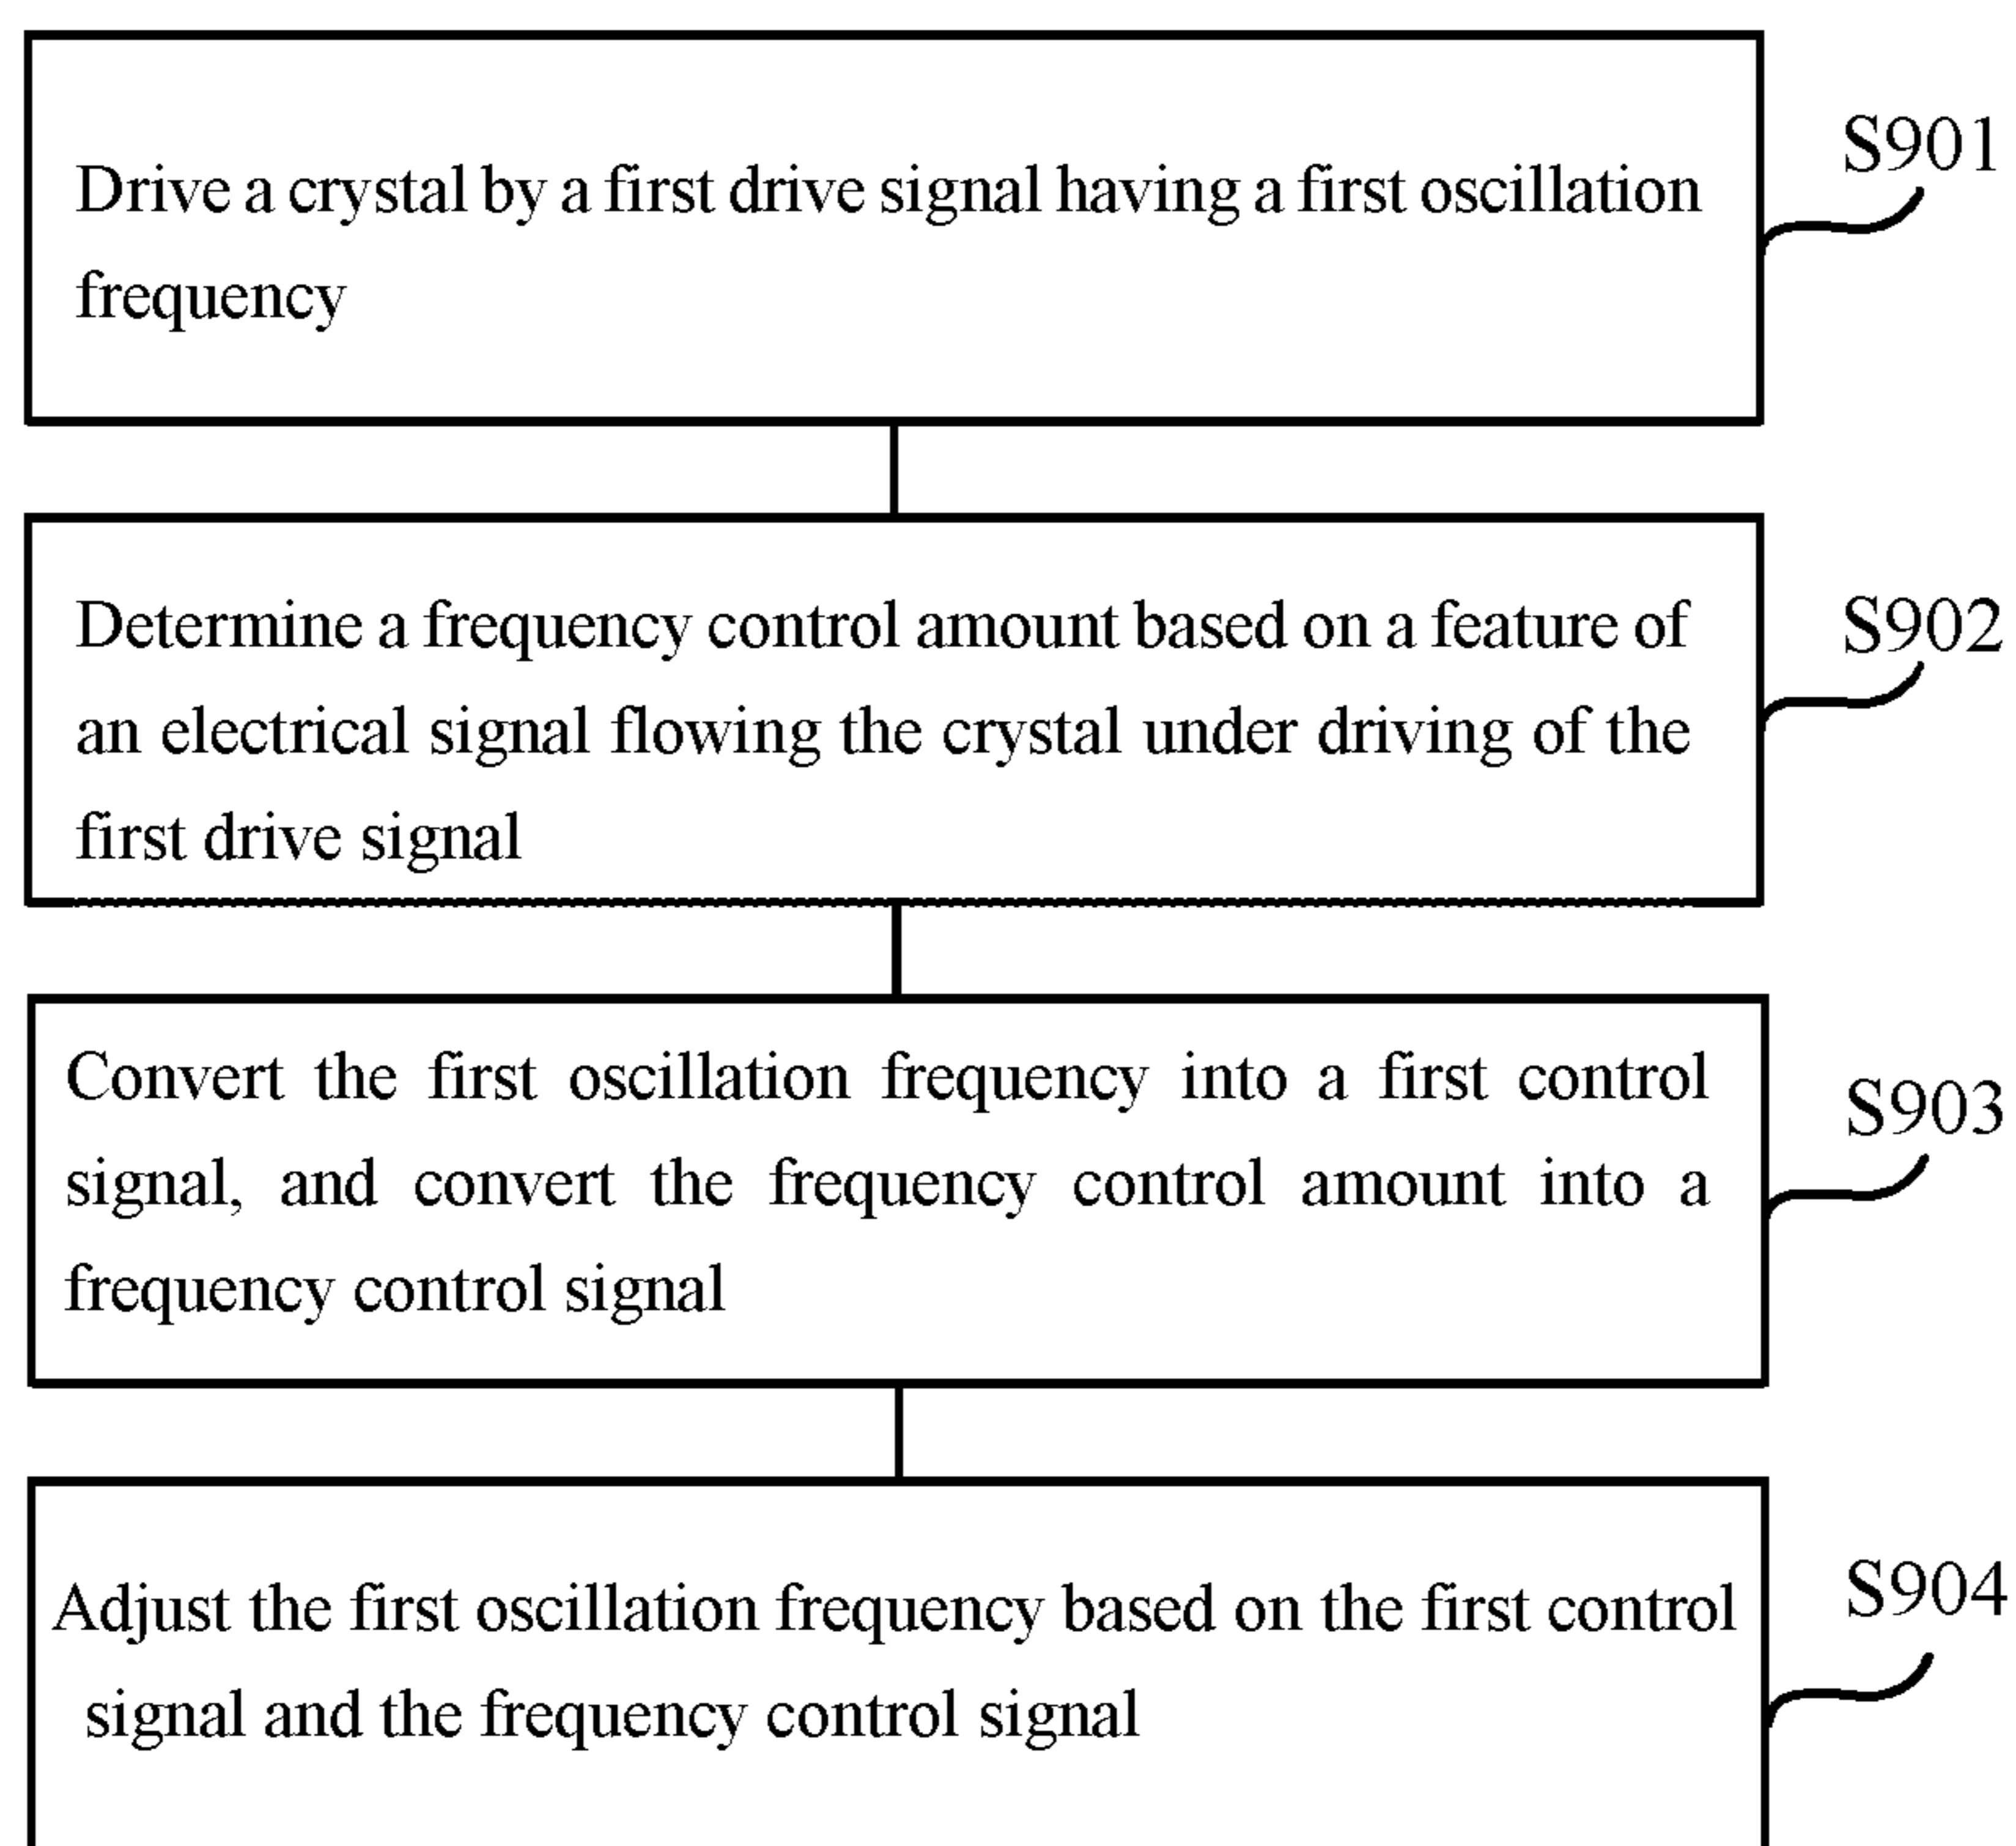 S901
Drive a crystal by a first drive signal having a first oscillation
frequency
S902
Determine a frequency control amount based on a feature of
an electrical signal flowing the crystal under driving of the
first drive signal
S903
Convert the first oscillation frequency into a first control
signal, and convert the frequency control amount into a
frequency control signal
S904
Adjust the first oscillation frequency based on the first control
signal and the frequency control signal